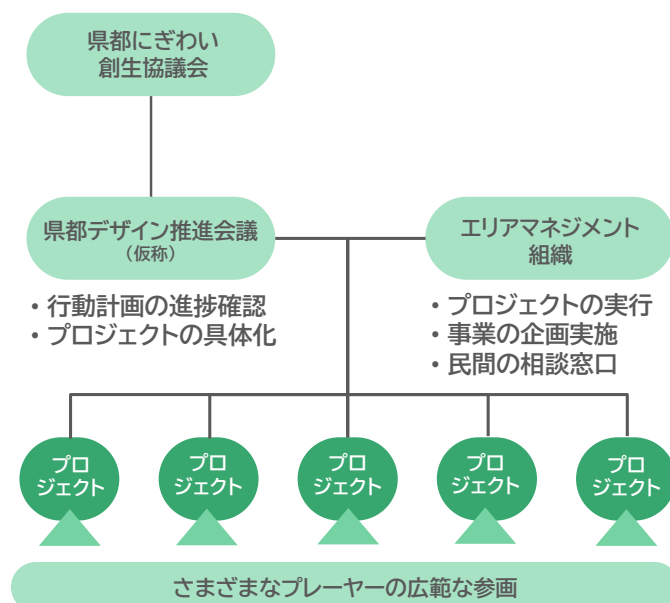 県都にぎわい
創生協議会
県都デザイン推進会議
(仮称)
エリアマネジメント
組織
・行動計画の進捗確認
・プロジェクトの具体化
・プロジェクトの実行
・事業の企画実施
・民間の相談窓口
プロ
ジェクト
プロ
ジェクト
プロ
ジェクト
プロ
ジェクト
プロ
ジェクト
さまざまなプレーヤーの広範な参画